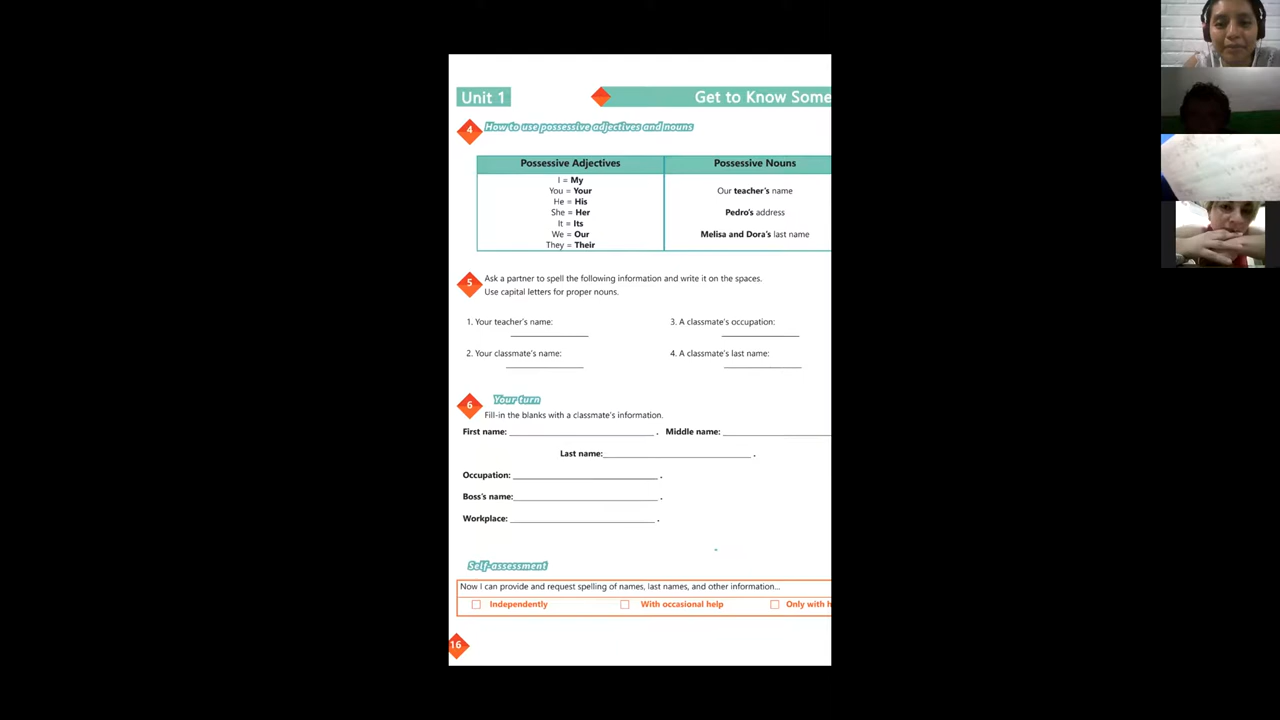 Unit 1
Get to Know Some
4
How to use possessive adjectives and nouns
Possessive Adjectives
Possessive Nouns
I = My
You = Your
He = His
She = Her
It = Its
We = Our
They = Their
Our teacher's name
Pedro's address
Melisa and Dora's last name
5
Ask a partner to spell the following information and write it on the spaces.
Use capital letters for proper nouns.
1. Your teacher's name:
3. A classmate's occupation:
2. Your classmate's name:
4. A classmate's last name:
6
Your turn
Fill-in the blanks with a classmate's information.
First name: . Middle name:
Last name: .
Occupation: .
Boss's name: .
Workplace: .
Self-assessment
Now I can provide and request spelling of names, last names, and other information...
Independently
With occasional help
Only with h
16